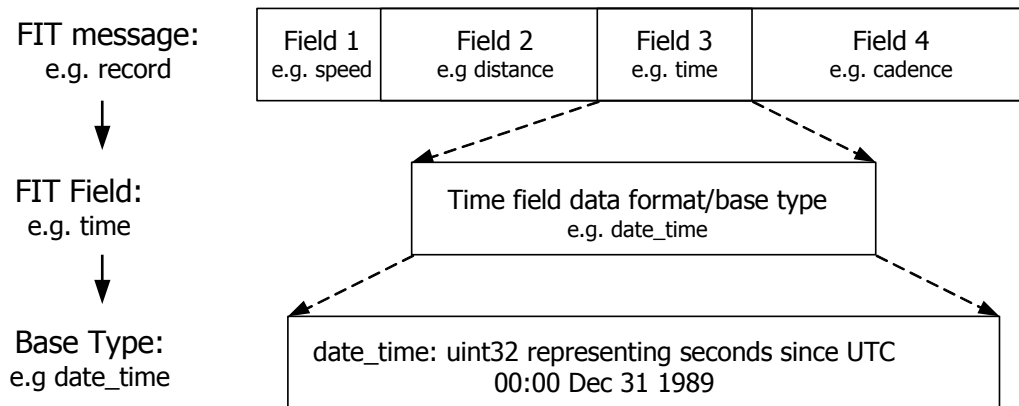 FIT message:
e.g. record
Field 1
e.g. speed
Field 2
e.g distance
Field 3
e.g. time
Field 4
e.g. cadence
FIT Field:
e.g. time
Time field data format/base type
e.g. date_time
Base Type:
e.g date_time
date_time: uint32 representing seconds since UTC
00:00 Dec 31 1989